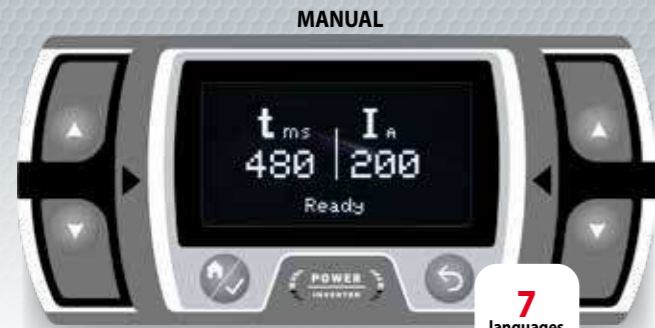 MANUAL
t ms I A
480 200
Ready
POWER
INVERTER
7
languages